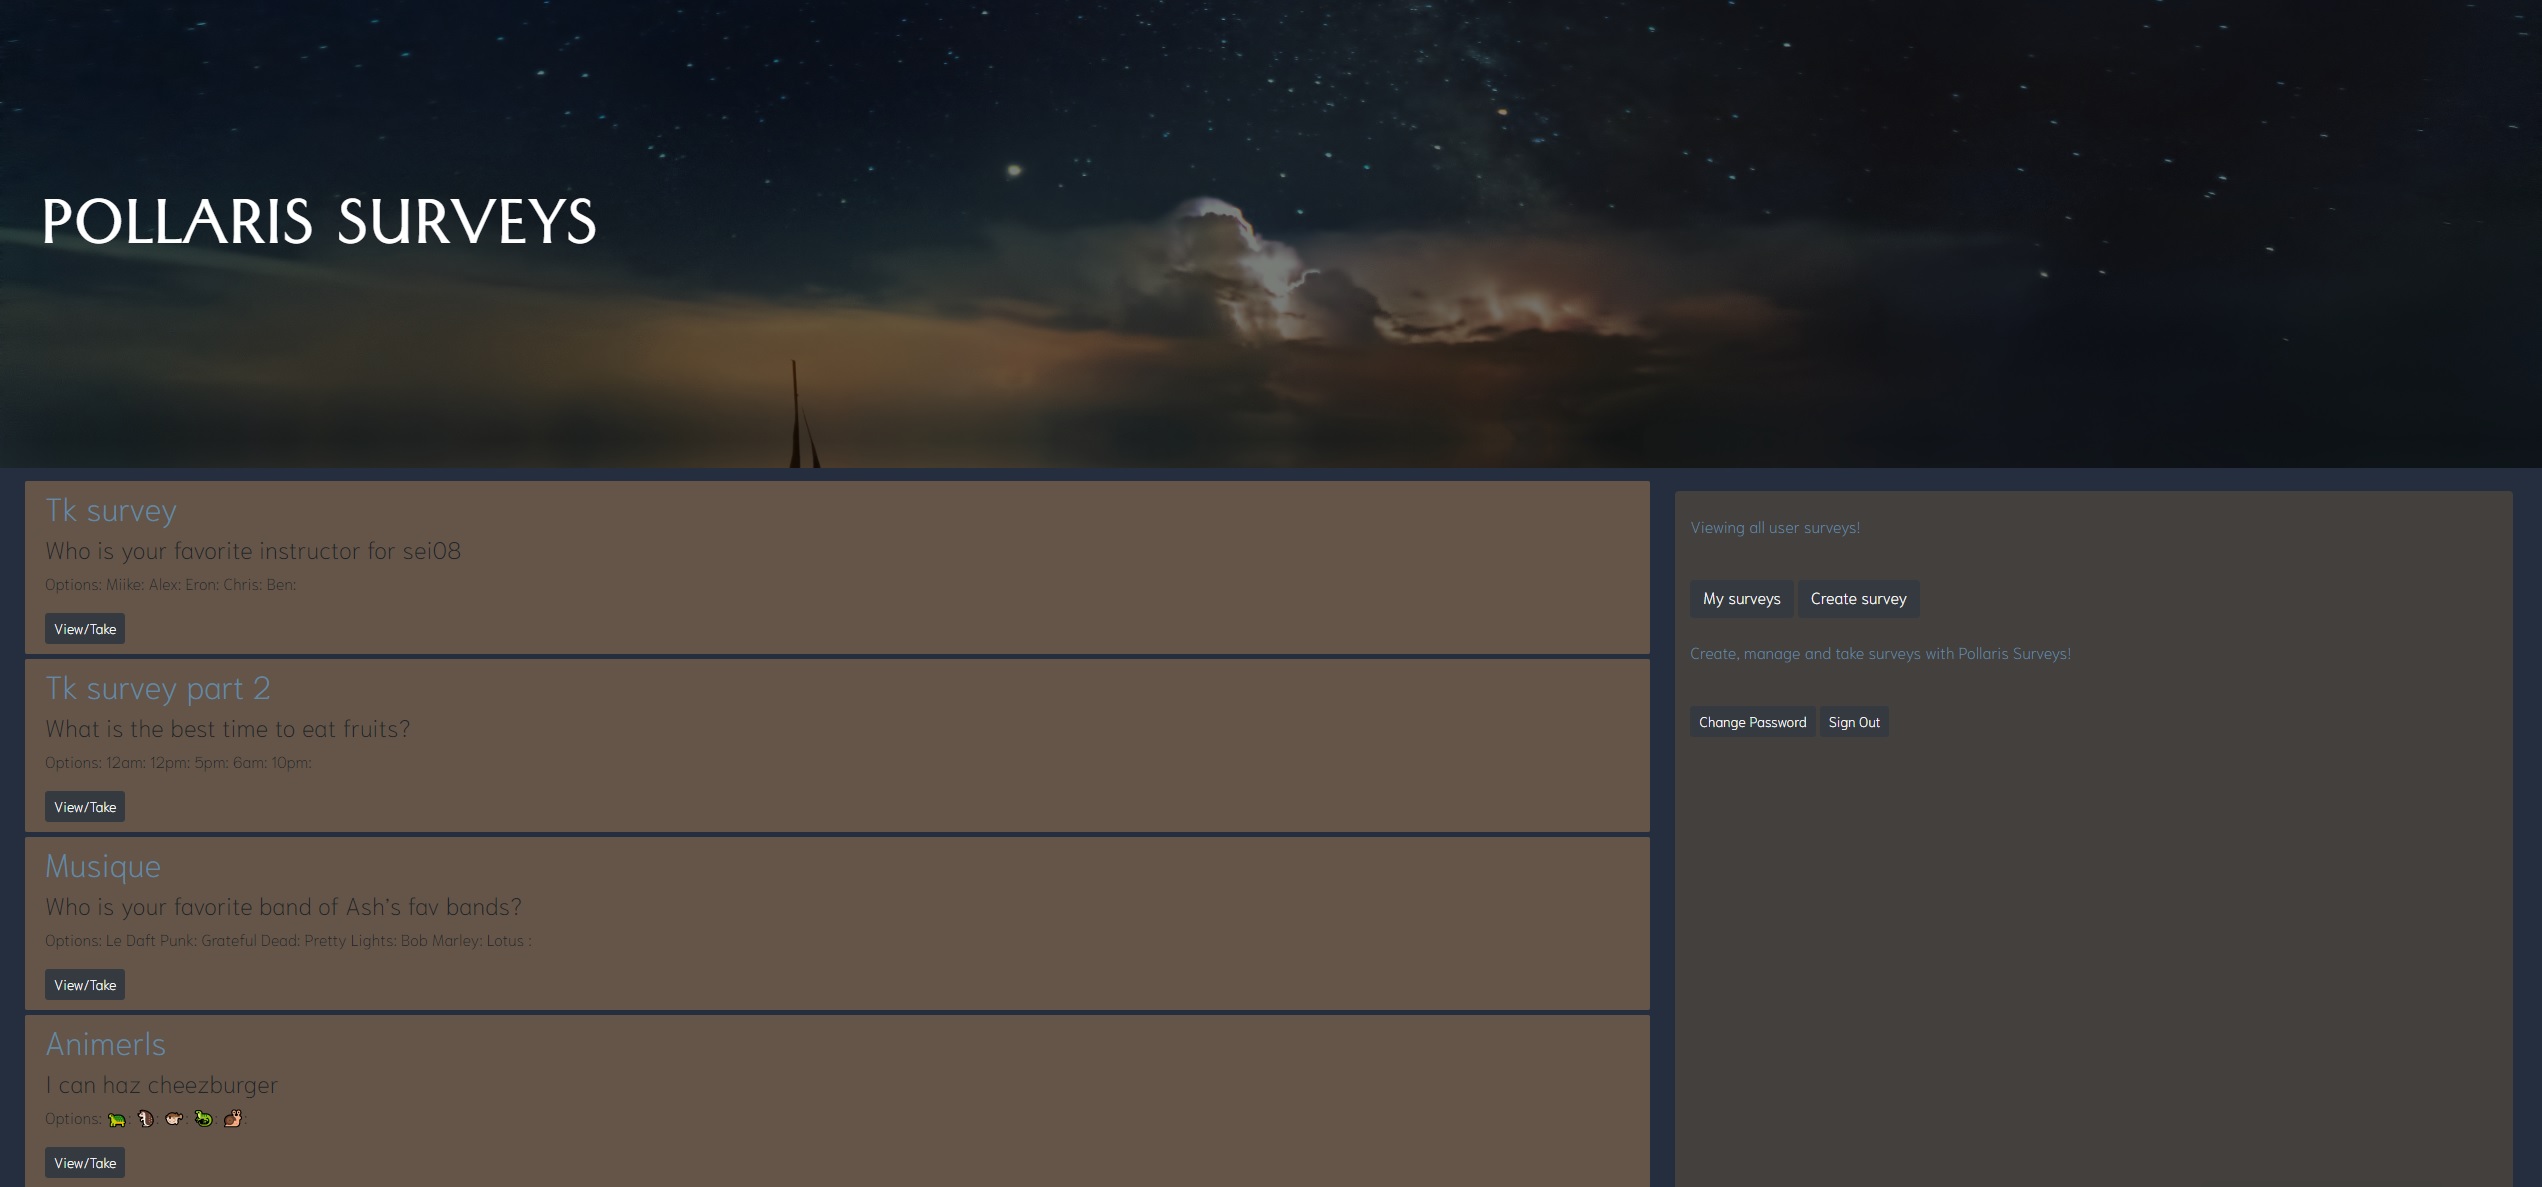 POLLARIS SURVEYS
Tk survey
Who is your favorite instructor for sei08
Options: Miike: Alex: Eron: Chris: Ben:
View/Take
Tk survey part 2
What is the best time to eat fruits?
Options: 12am: 12pm: 5pm: 6am: 10pm:
View/Take
Musique
Who is your favorite band of Ash's fav bands?
Options: Le Daft Punk: Grateful Dead: Pretty Lights: Bob Marley: Lotus :
View/Take
Animerls
I can haz cheezburger
Options: 🐢: 🐿: 🐡: 🐍: 🐌:
View/Take
Viewing all user surveys!
My surveys Create survey
Create, manage and take surveys with Pollaris Surveys!
Change Password Sign Out